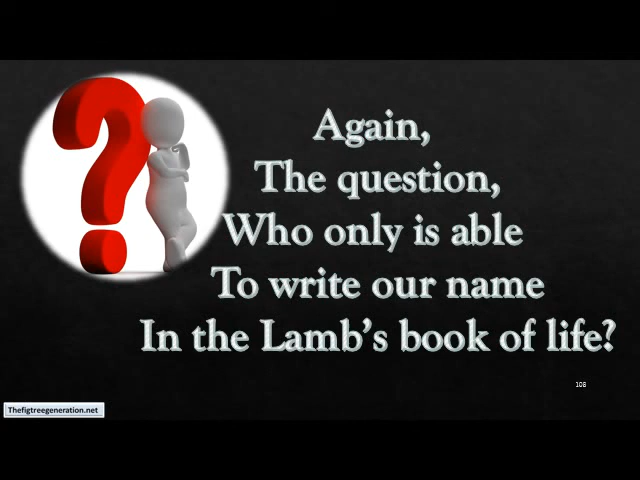 Again,
The question,
Who only is able
To write our name
In the Lamb's book of life?
108
Thefigtreegeneration.net